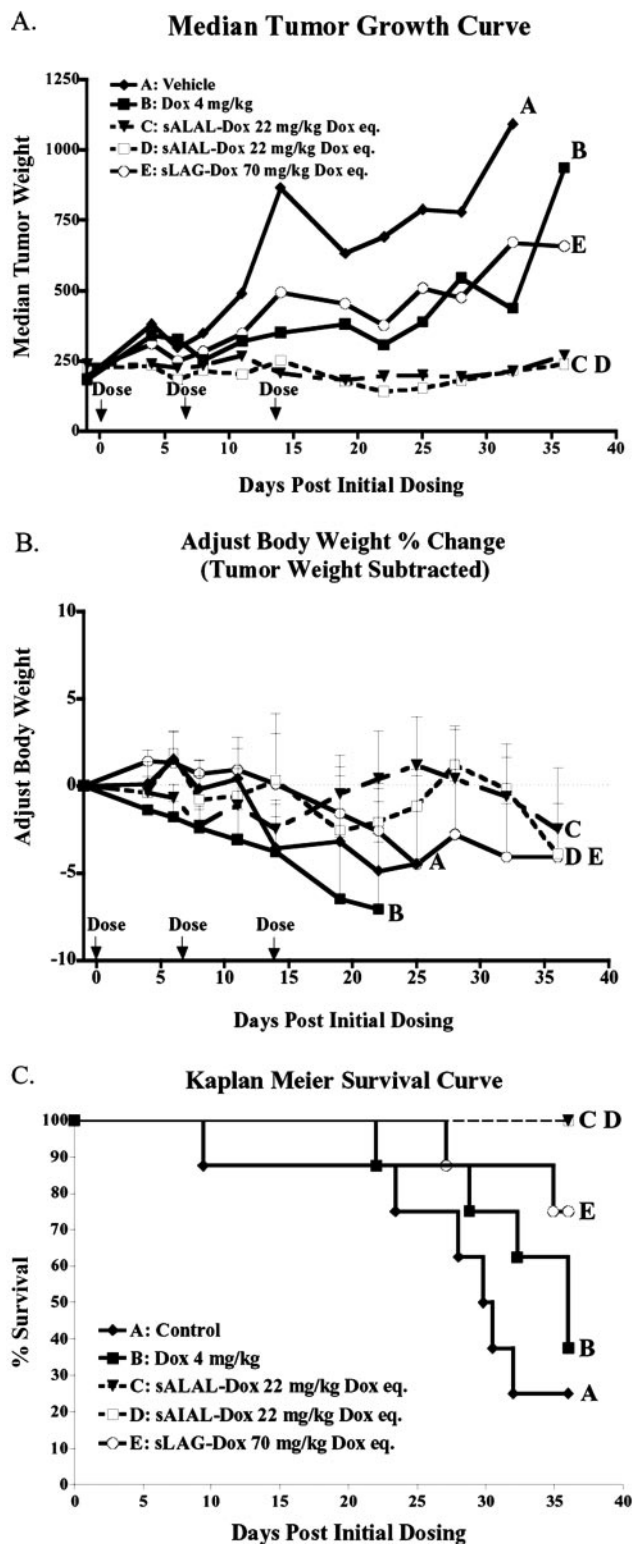 A.
Median Tumor Growth Curve
A: Vehicle
B: Dox 4 mg/kg
C: sALAL-Dox 22 mg/kg Dox eq.
D: sAIAL-Dox 22 mg/kg Dox eq.
E: sLAG-Dox 70 mg/kg Dox eq.
Median Tumor Weight
1250
1000
750
500
250
0
A
B
E
C D
Dose
Dose
Dose
0 5 10 15 20 25 30 35 40
Days Post Initial Dosing
B.
Adjust Body Weight % Change
(Tumor Weight Subtracted)
Adjust Body Weight
10
5
0
-5
-10
C
D E
A
B
Dose
Dose
Dose
0 5 10 15 20 25 30 35 40
Days Post Initial Dosing
C.
Kaplan Meier Survival Curve
% Survival
100
90
80
70
60
50
40
30
20
10
0
C D
E
B
A
A: Control
B: Dox 4 mg/kg
C: sALAL-Dox 22 mg/kg Dox eq.
D: sAIAL-Dox 22 mg/kg Dox eq.
E: sLAG-Dox 70 mg/kg Dox eq.
0 5 10 15 20 25 30 35 40
Days Post Initial Dosing